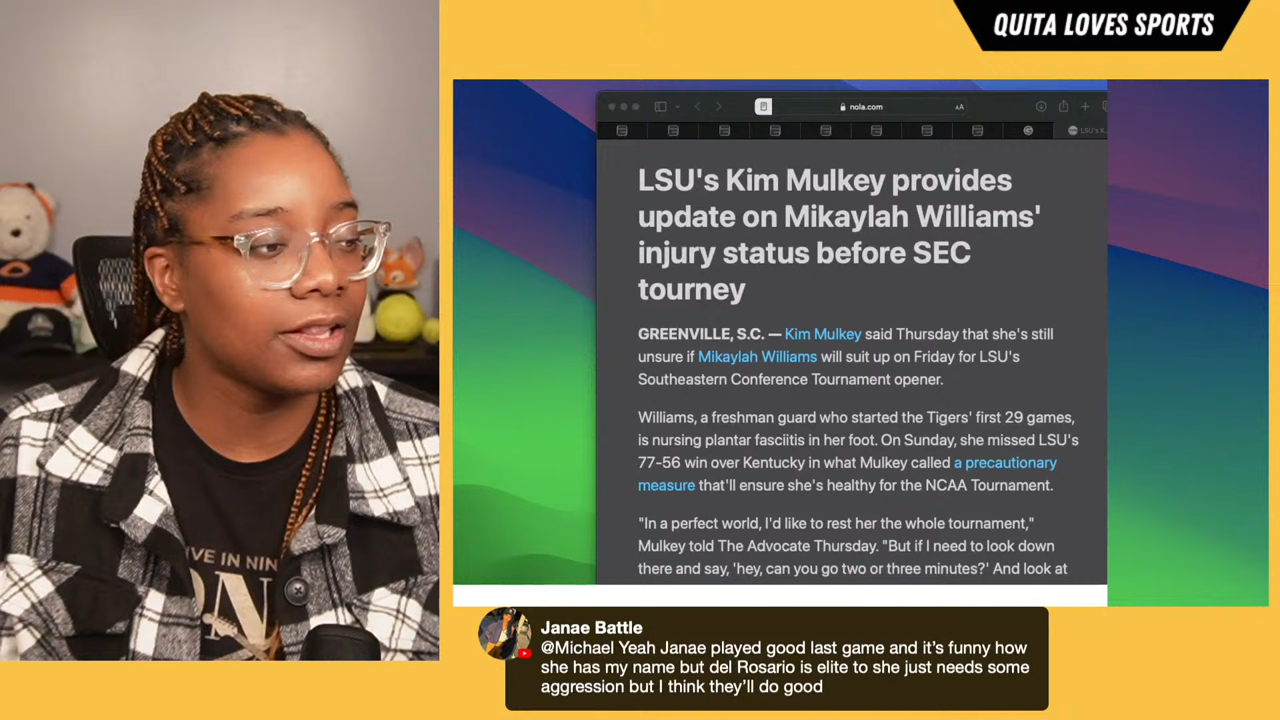 QUITA LOVES SPORTS
nola.com
AA
LSU's K...
LSU's Kim Mulkey provides
update on Mikaylah Williams'
injury status before SEC
tourney
GREENVILLE, S.C. — Kim Mulkey said Thursday that she's still
unsure if Mikaylah Williams will suit up on Friday for LSU's
Southeastern Conference Tournament opener.
Williams, a freshman guard who started the Tigers' first 29 games,
is nursing plantar fasciitis in her foot. On Sunday, she missed LSU's
77-56 win over Kentucky in what Mulkey called a precautionary
measure that'll ensure she's healthy for the NCAA Tournament.
"In a perfect world, I'd like to rest her the whole tournament,"
Mulkey told The Advocate Thursday. "But if I need to look down
there and say, 'hey, can you go two or three minutes?' And look at
Janae Battle
@Michael Yeah Janae played good last game and it's funny how
she has my name but del Rosario is elite to she just needs some
aggression but I think they'll do good
IVE IN NIN